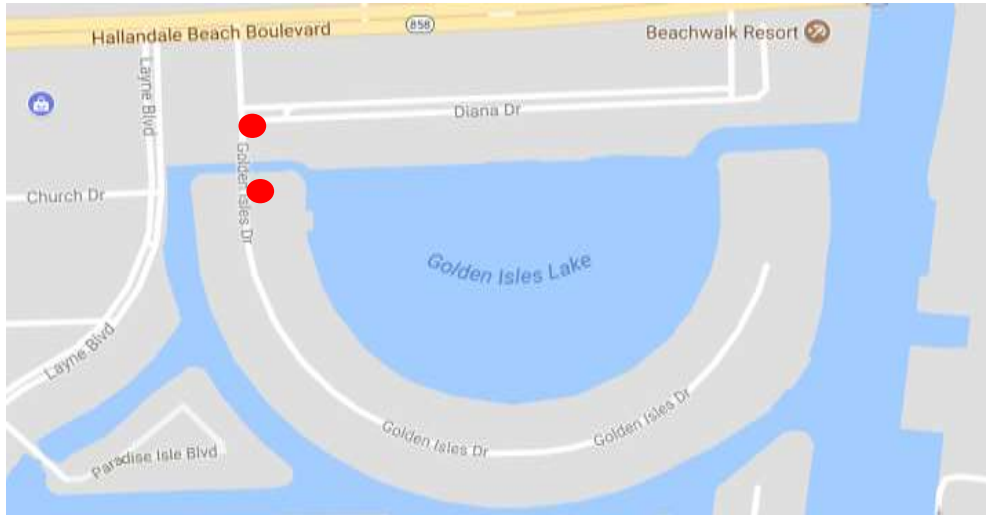 Hallandale Beach Boulevard
858
Beachwalk Resort
Layne Blvd
Diana Dr
Golden Isles Dr
Church Dr
Golden Isles Lake
Layne Blvd
Golden Isles Dr
Golden Isles Dr
Paradise Isle Blvd